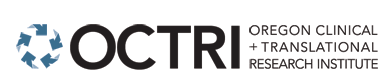 OCTRI
OREGON CLINICAL
+ TRANSLATIONAL
RESEARCH INSTITUTE